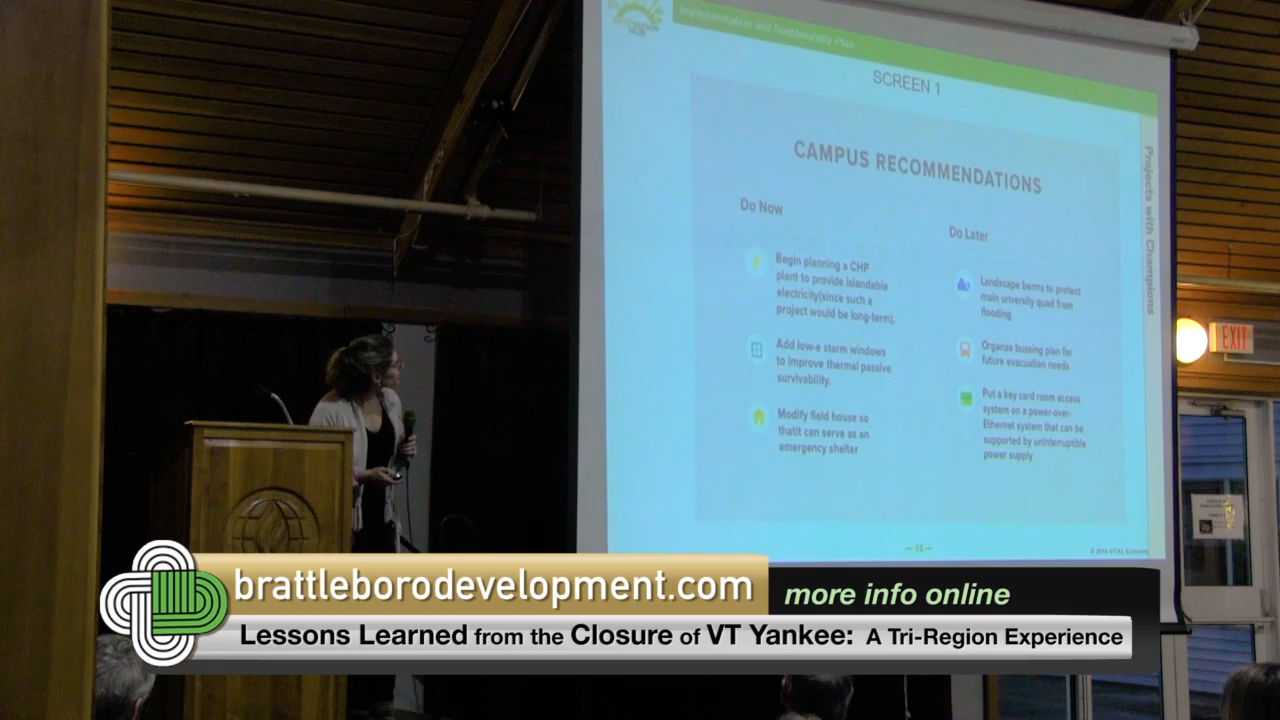 Implementation and Sustainability Plan
SCREEN 1
CAMPUS RECOMMENDATIONS
Do Now
Begin planning a CHP
plant to provide islandable
electricity(since such a
project would be long-term).
Add low-e storm windows
to improve thermal passive
survivability.
Modify field house so
thatit can serve as an
emergency shelter
Do Later
Landscape berms to protect
main unversity quad from
flooding
Organze bussing plan for
future evacuation needs
Put a key card room access
system on a power-over-
Ethernet system that can be
supported by uninterruptible
power supply
Projects with Champions
— 12 —
EXIT
brattleborodevelopment.com
more info online
Lessons Learned from the Closure of VT Yankee: A Tri-Region Experience